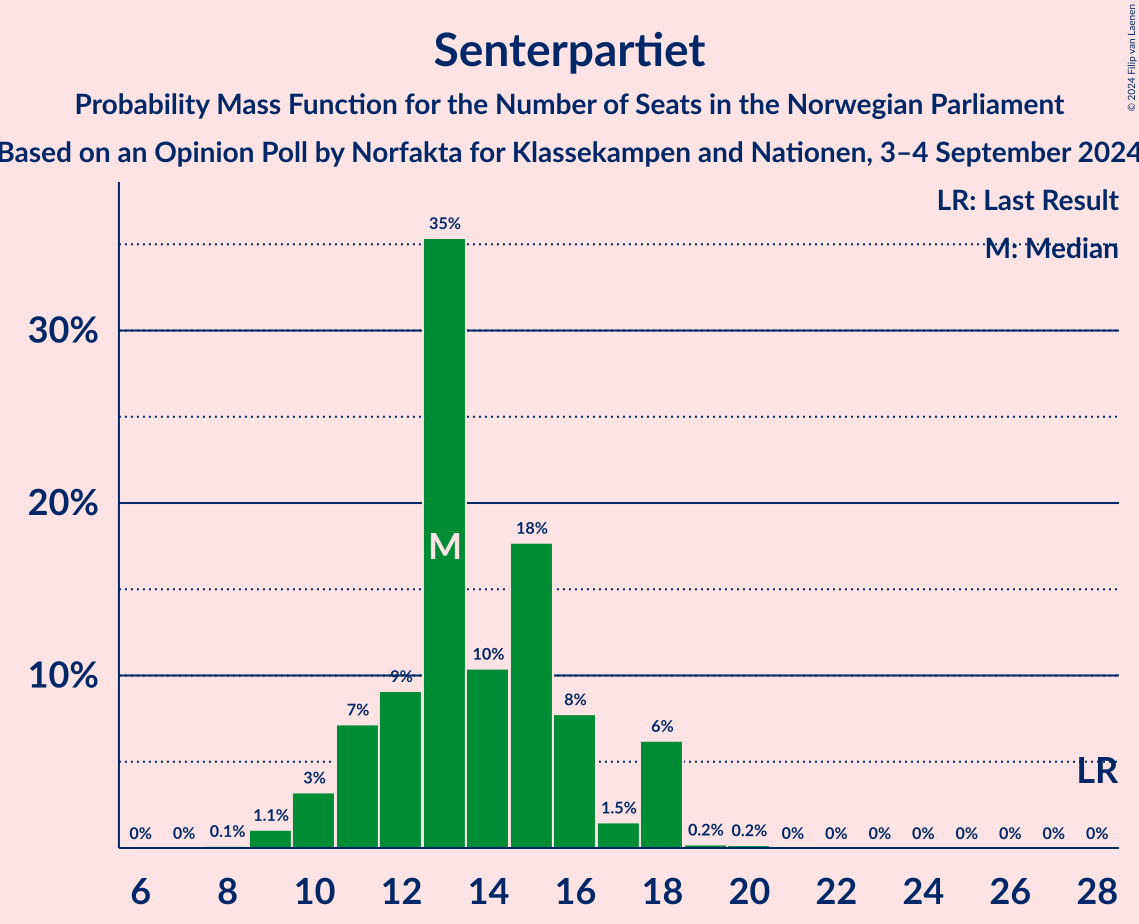 © 2024 Filip van Laenen
Senterpartiet
Probability Mass Function for the Number of Seats in the Norwegian Parliament
Based on an Opinion Poll by Norfakta for Klassekampen and Nationen, 3–4 September 2024
LR: Last Result
M: Median
30%
20%
10%
0% 0% 0.1% 1.1% 3% 7% 9% 35% 10% 18% 8% 1.5% 6% 0.2% 0.2% 0% 0% 0% 0% 0% 0% 0% 0%
M
LR
6 8 10 12 14 16 18 20 22 24 26 28